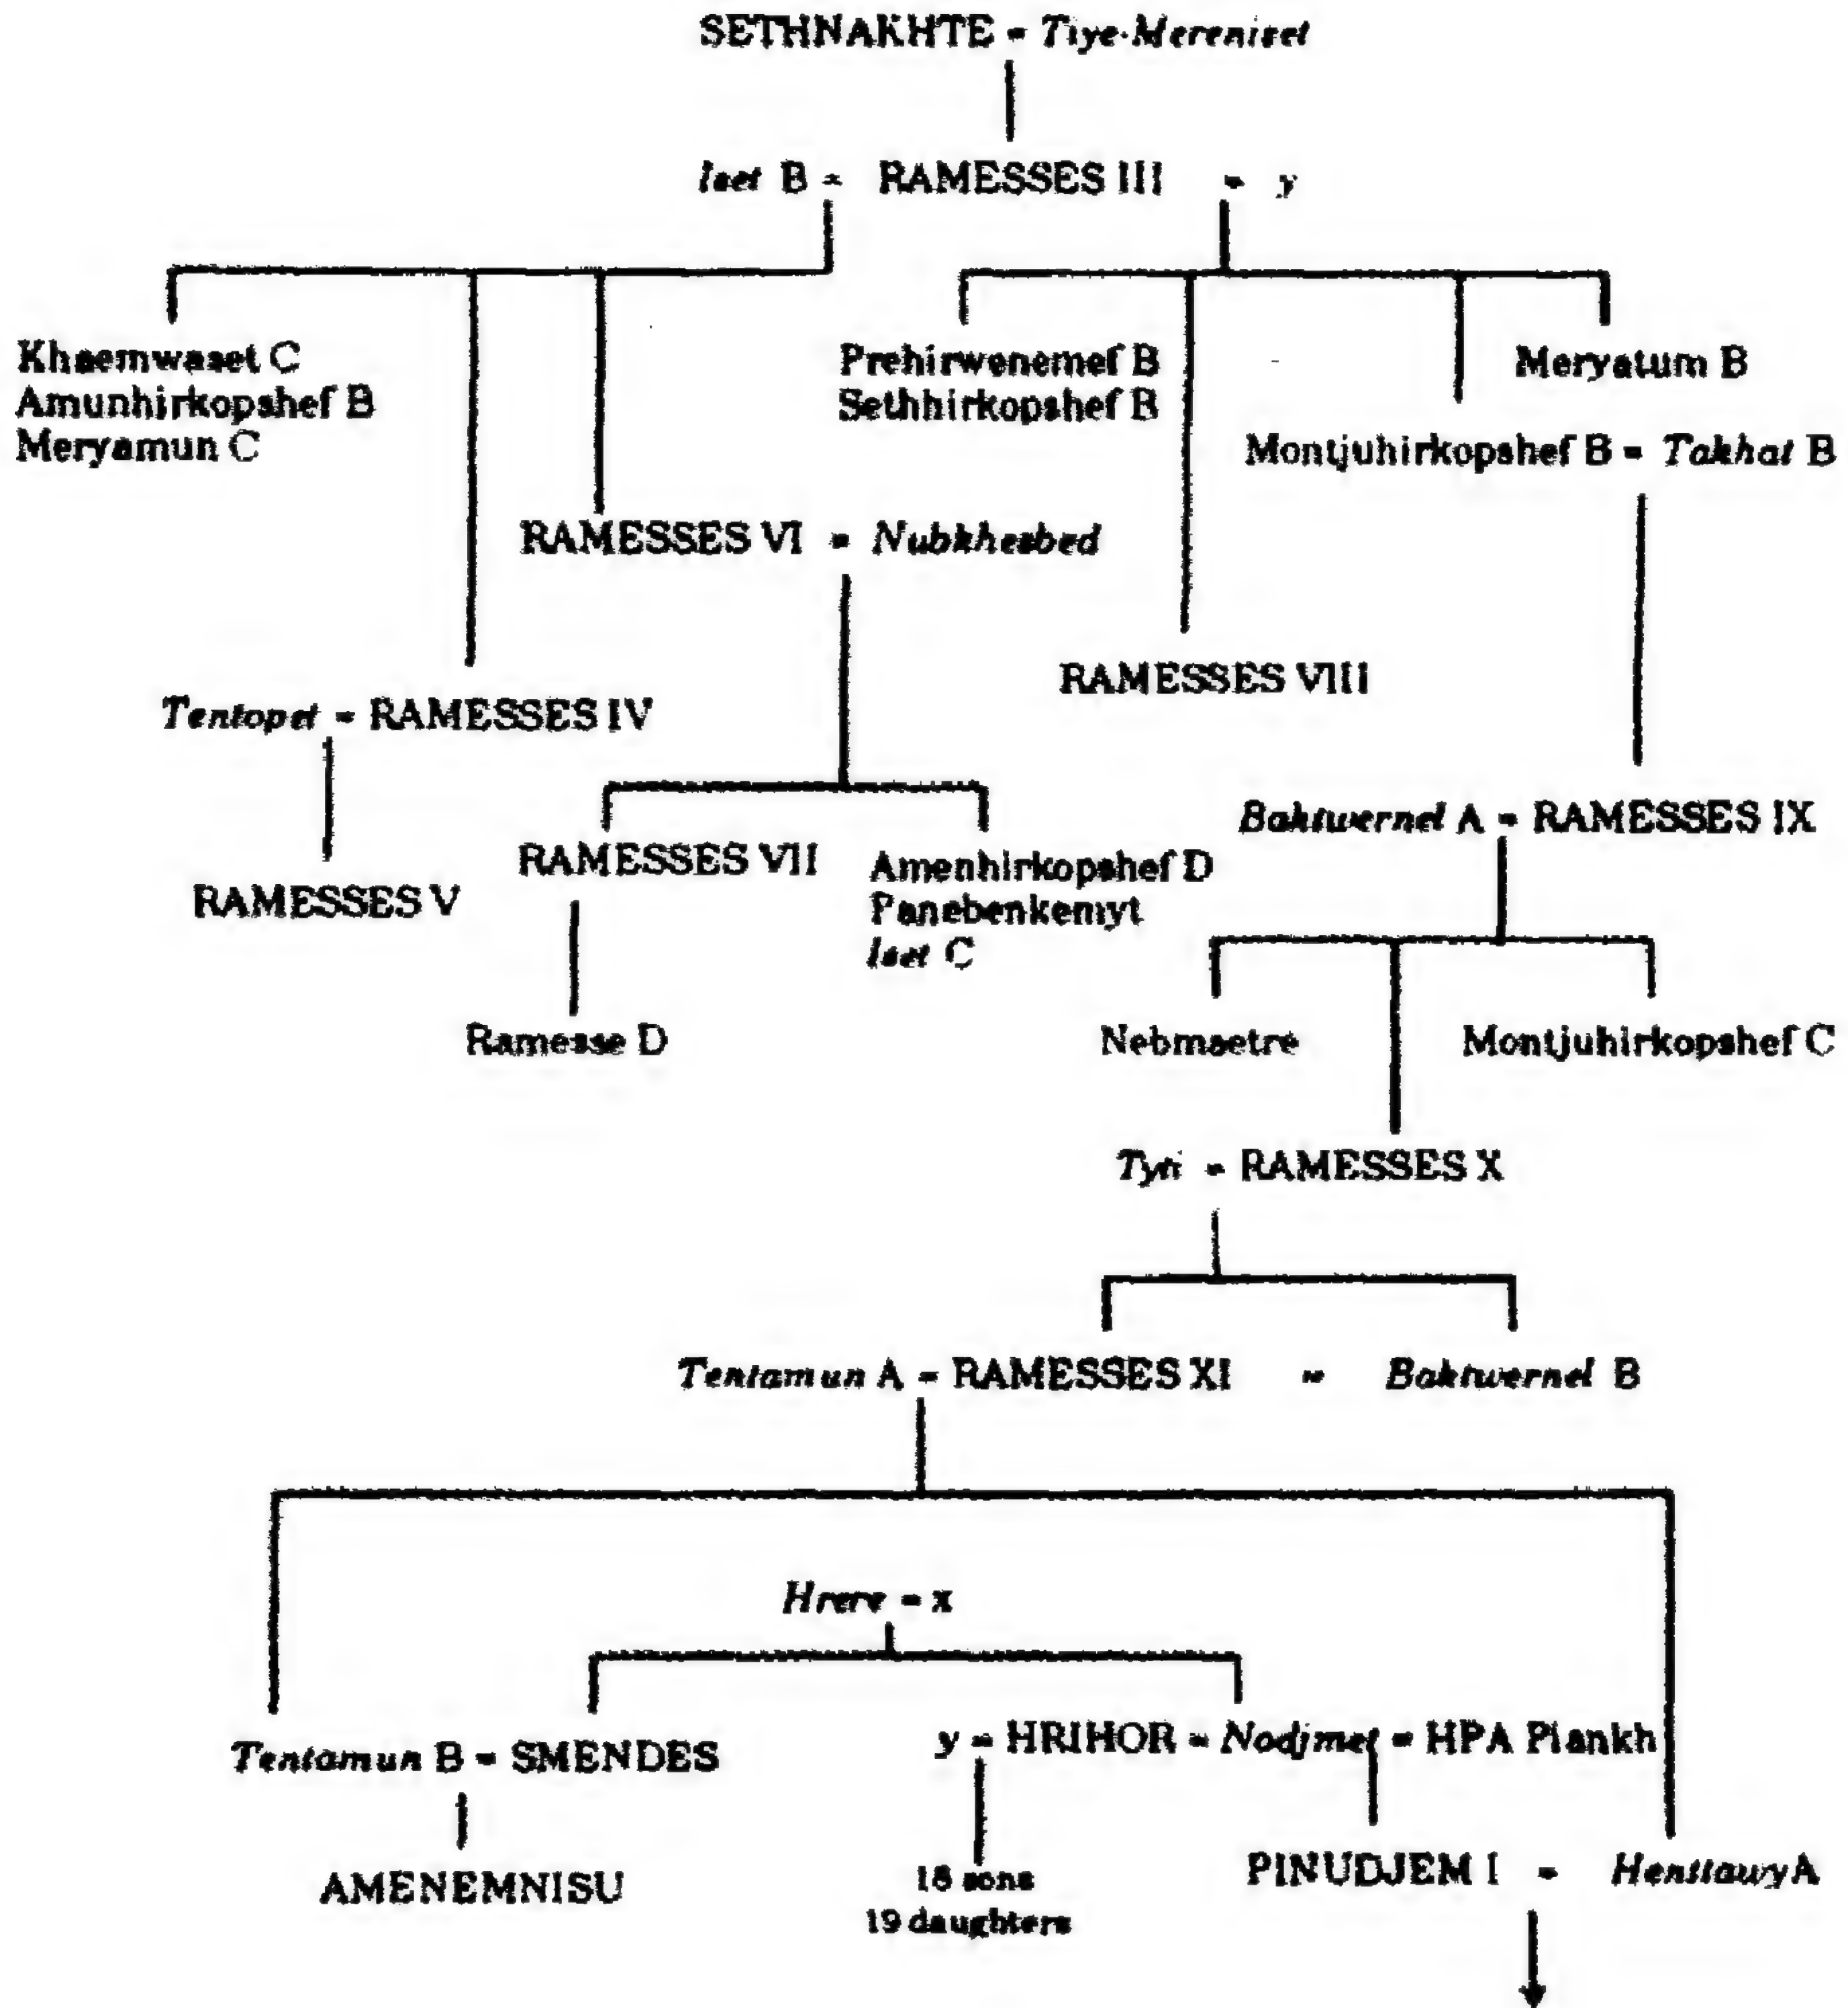 SETHNAKHTE = Tiye-Mereniset
Iset B = RAMESSES III = y
Khaemwaset C
Amunhirkopshef B
Meryamun C
Prehirwenemef B
Sethhirkopshef B
Meryatum B
Montjuhirkopshef B = Takhat B
RAMESSES VI = Nubkhesbed
RAMESSES VIII
Tentopet = RAMESSES IV
Baktwernel A = RAMESSES IX
RAMESSES VII
Amenhirkopshef D
Panebenkemyt
Iset C
RAMESSES V
Ramesse D
Nebmaetre
Montjuhirkopshef C
Tyti = RAMESSES X
Tentamun A = RAMESSES XI = Baktwernel B
Hrere = x
y = HRIHOR = Nodjmet = HPA Piankh
Tentamun B = SMENDES
AMENEMNISU
18 sons
19 daughters
PINUDJEM I = Henttawy A